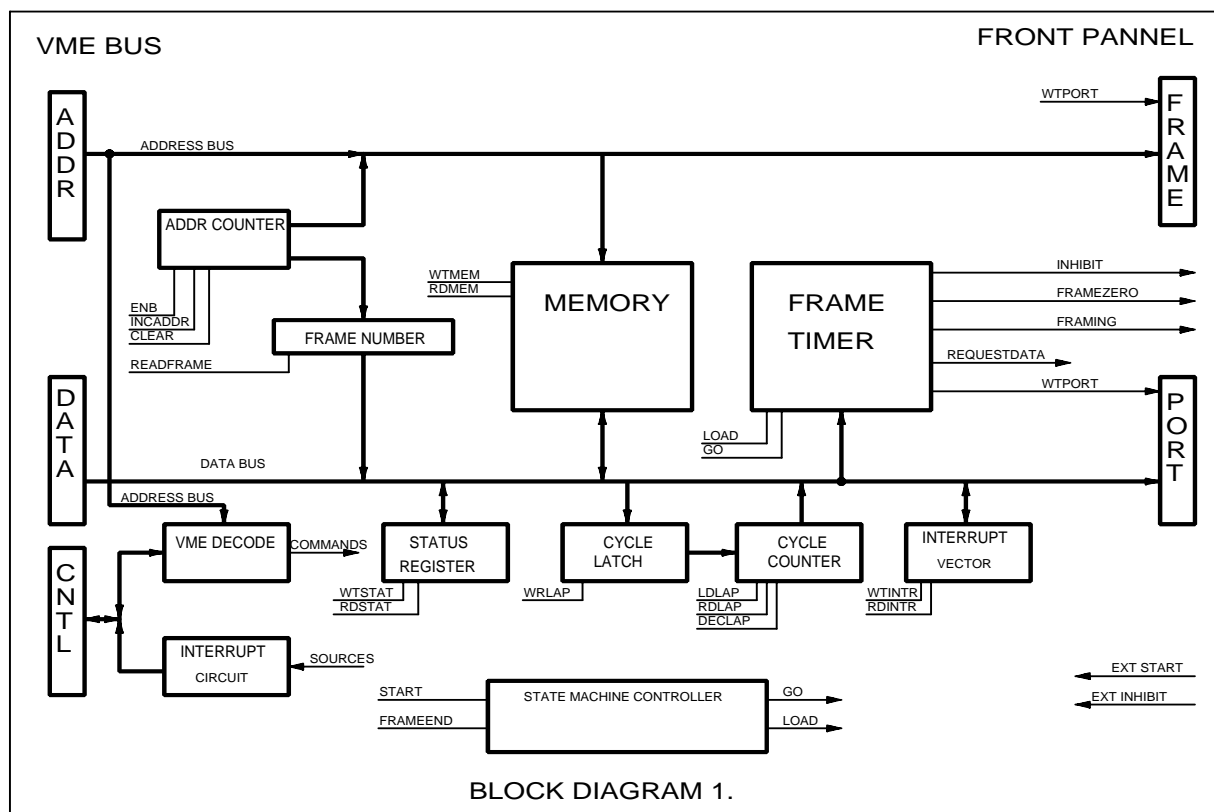 VME BUS
FRONT PANNEL
ADDR
WTPORT
FRAME
ADDRESS BUS
ADDR COUNTER
ENB
INCADDR
CLEAR
FRAME NUMBER
READFRAME
WTMEM
RDMEM
MEMORY
FRAME
TIMER
INHIBIT
FRAMEZERO
FRAMING
REQUESTDATA
WTPORT
LOAD
GO
DATA
PORT
DATA BUS
ADDRESS BUS
VME DECODE
COMMANDS
STATUS
REGISTER
WTSTAT
RDSTAT
CYCLE
LATCH
WRLAP
CYCLE
COUNTER
LDLAP
RDLAP
DECLAP
INTERRUPT
VECTOR
WTINTR
RDINTR
CNTL
INTERRUPT
CIRCUIT
SOURCES
START
FRAMEEND
STATE MACHINE CONTROLLER
GO
LOAD
EXT START
EXT INHIBIT
BLOCK DIAGRAM 1.